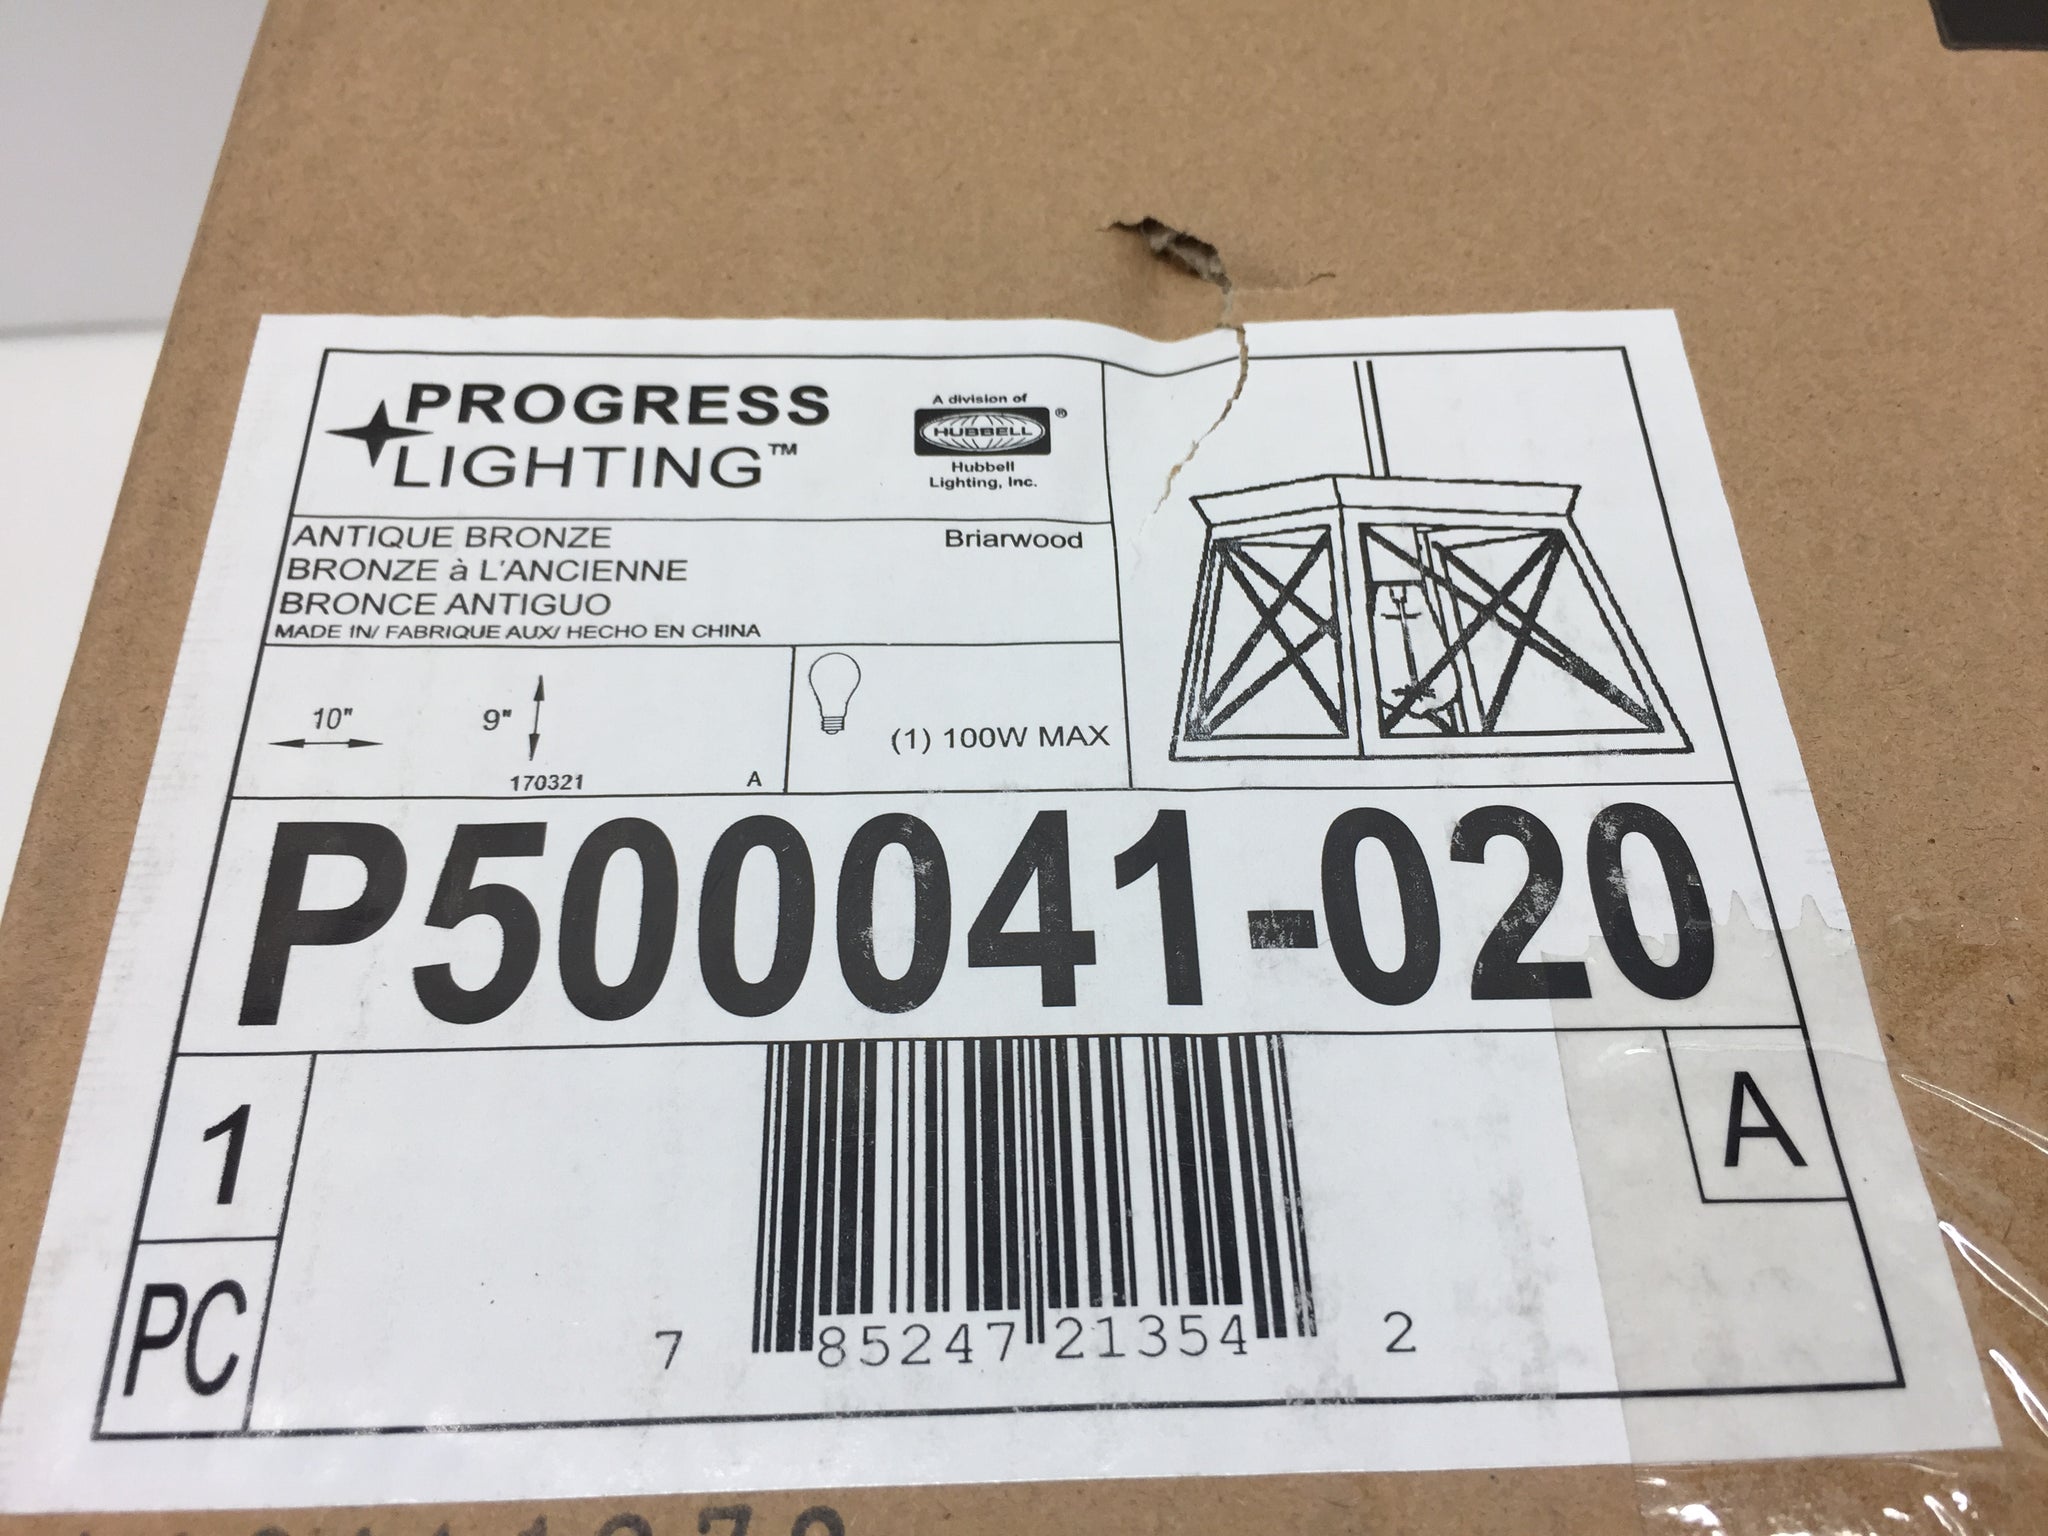 PROGRESS
LIGHTING™
A division of
HUBBELL®
Hubbell
Lighting, Inc.
ANTIQUE BRONZE
Briarwood
BRONZE à L'ANCIENNE
BRONCE ANTIGUO
MADE IN/ FABRIQUE AUX/ HECHO EN CHINA
10"
9"
170321
A
(1) 100W MAX
P500041-020
1
PC
A
7 85247 21354 2